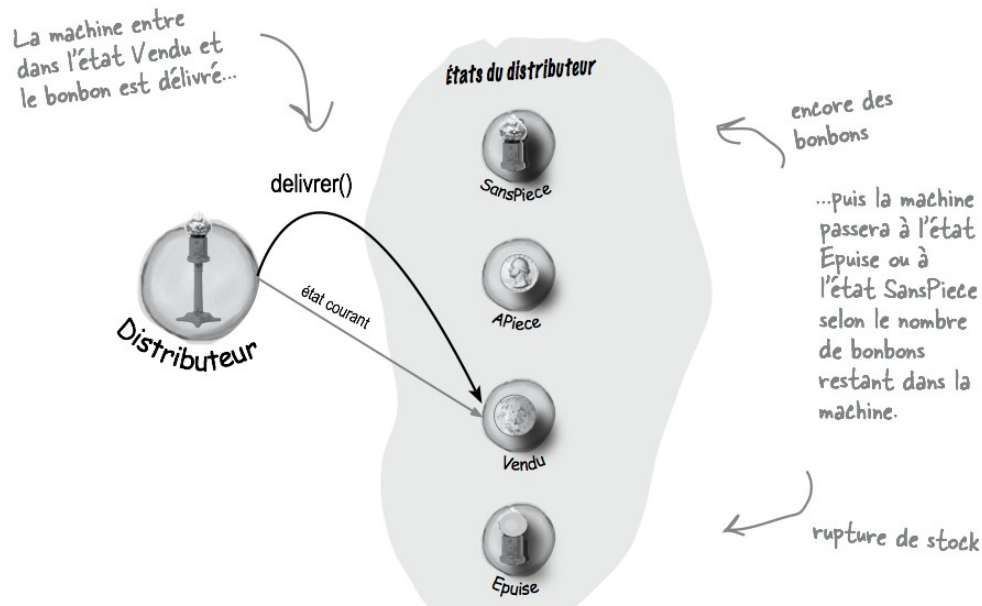 La machine entre
dans l'état Vendu et
le bonbon est délivré...
États du distributeur
encore des
bonbons
SansPiece
delivrer()
...puis la machine
passera à l'état
Epuise ou à
l'état SansPiece
selon le nombre
de bonbons
restant dans la
machine.
état courant
APiece
Distributeur
Vendu
rupture de stock
Epuise